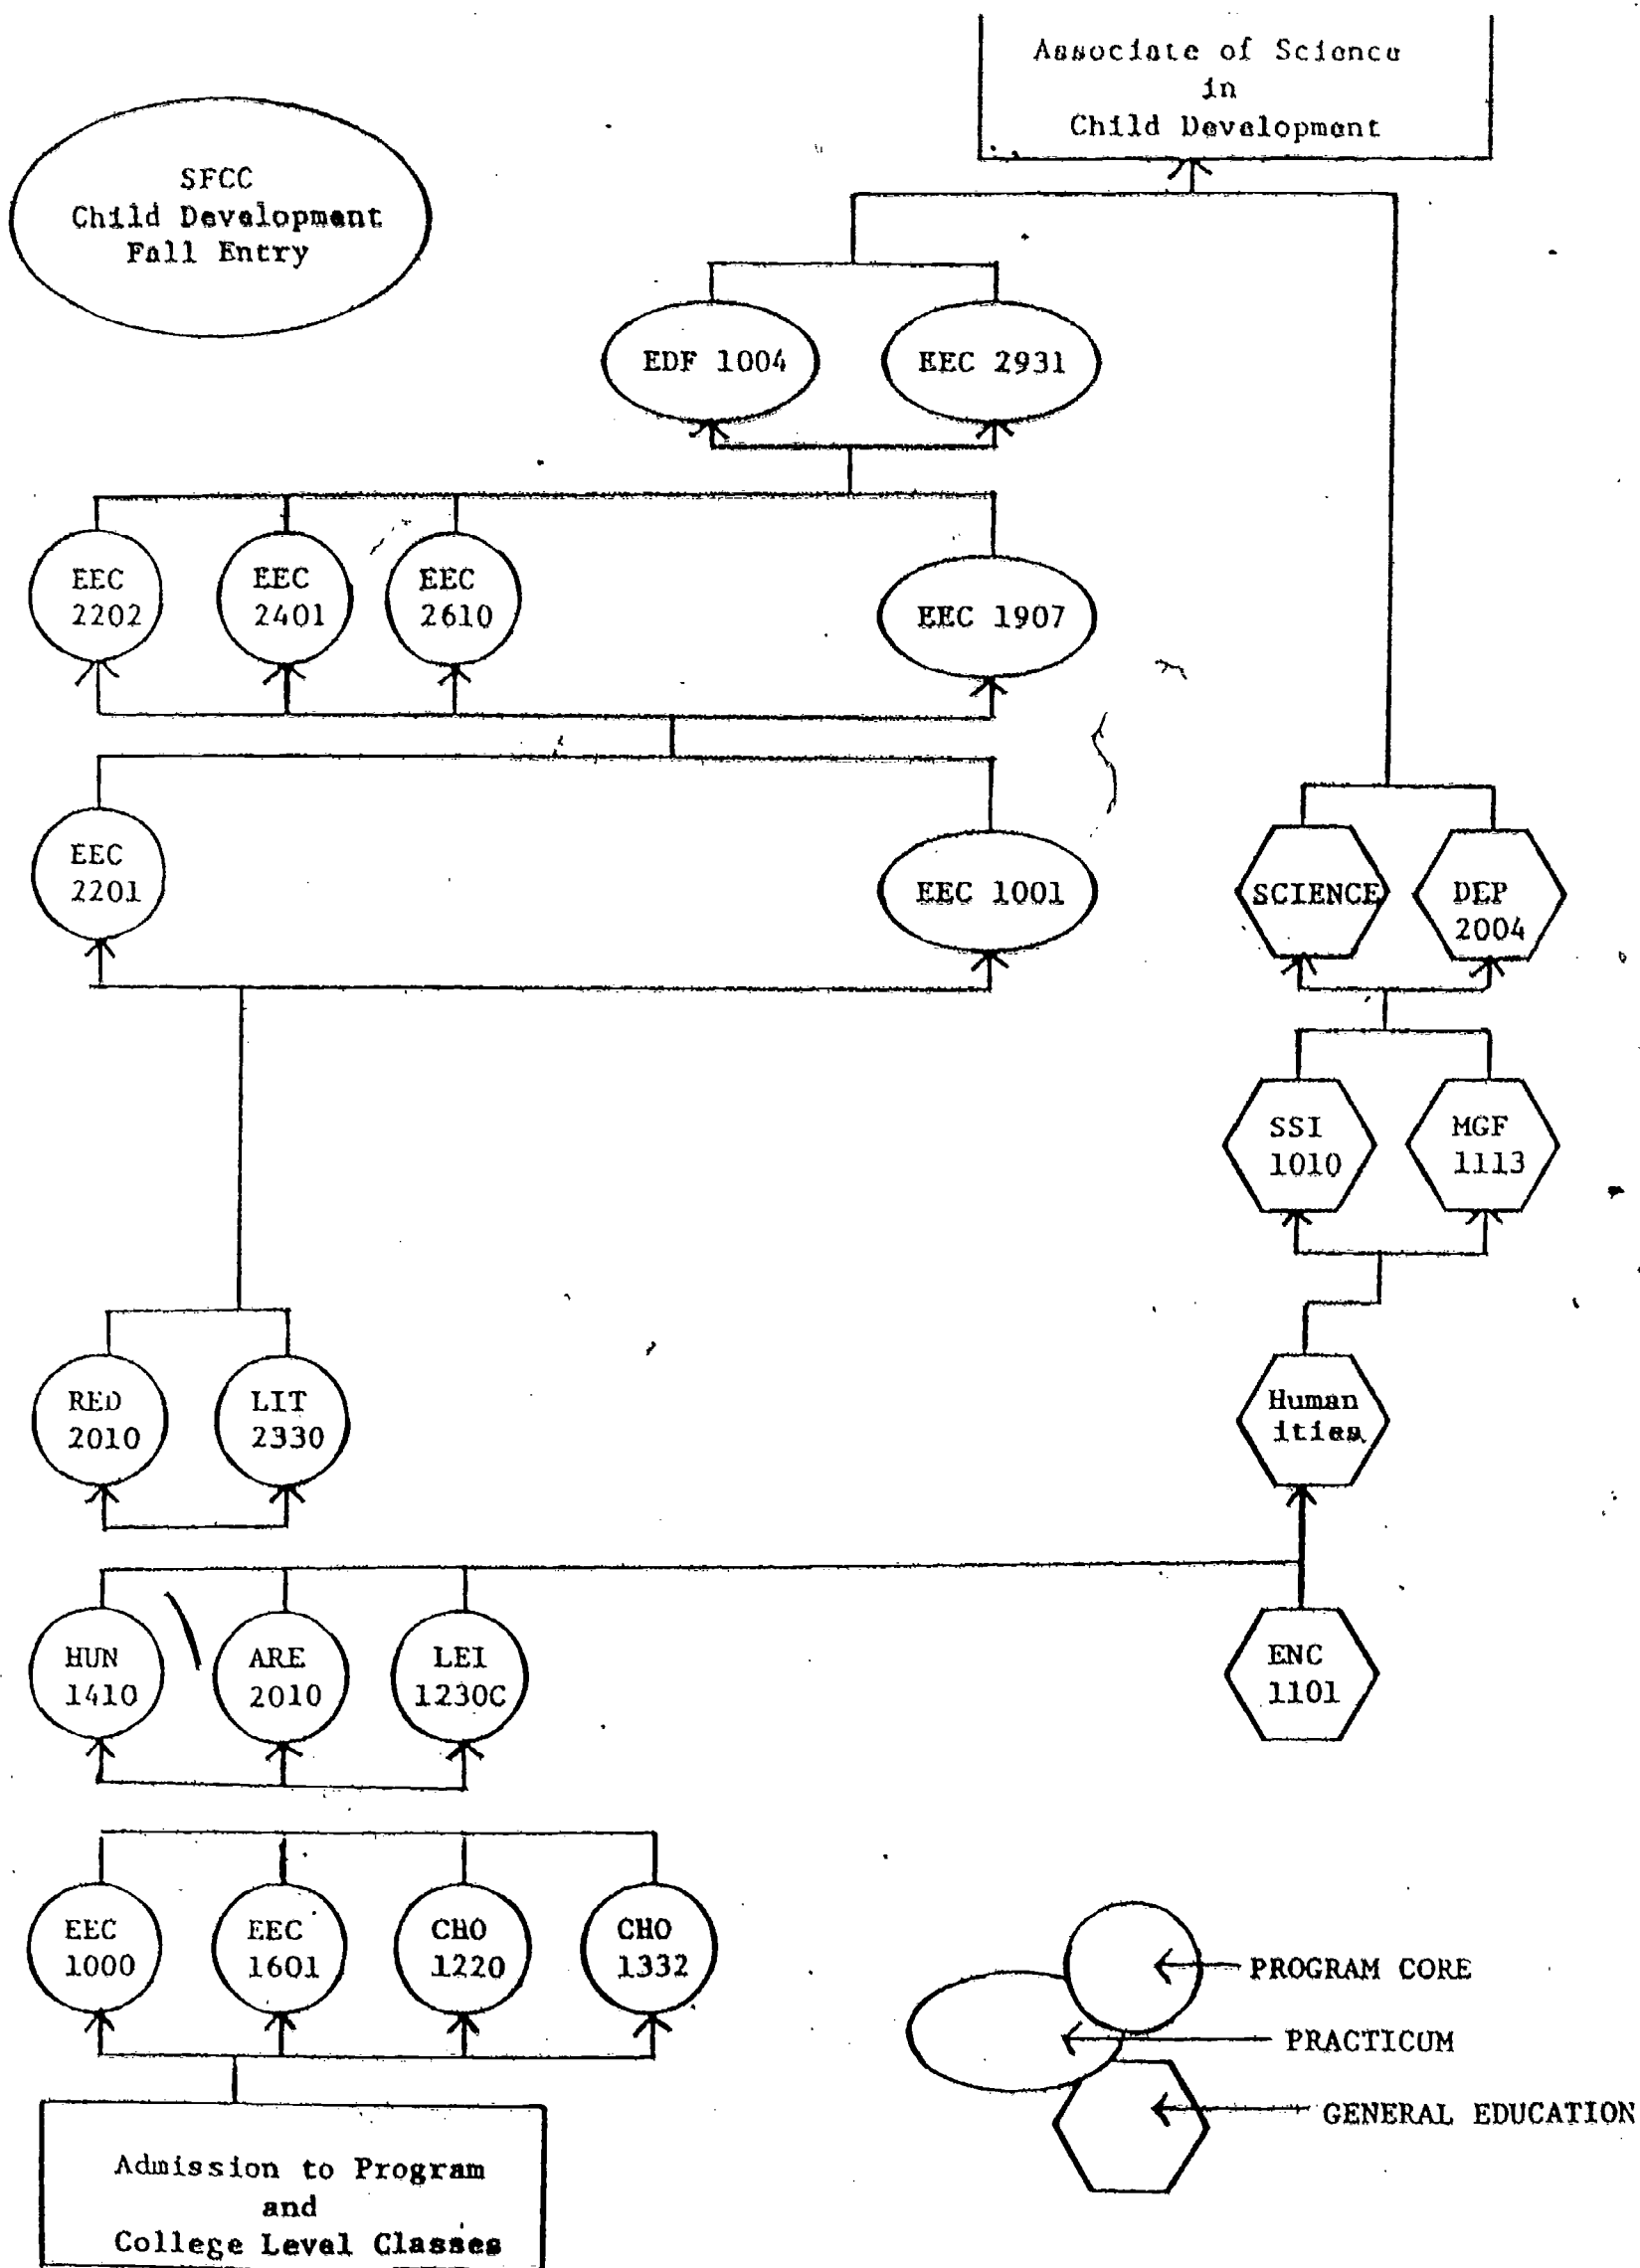 Associate of Science
in
Child Development
SFCC
Child Development
Fall Entry
EDF 1004
EEC 2931
EEC
2202
EEC
2401
EEC
2610
EEC 1907
EEC
2201
EEC 1001
SCIENCE
DEP
2004
SSI
1010
MGF
1113
RED
2010
LIT
2330
Human
ities
HUN
1410
ARE
2010
LEI
1230C
ENC
1101
EEC
1000
EEC
1601
CHO
1220
CHO
1332
PROGRAM CORE
PRACTICUM
GENERAL EDUCATION
Admission to Program
and
College Level Classes